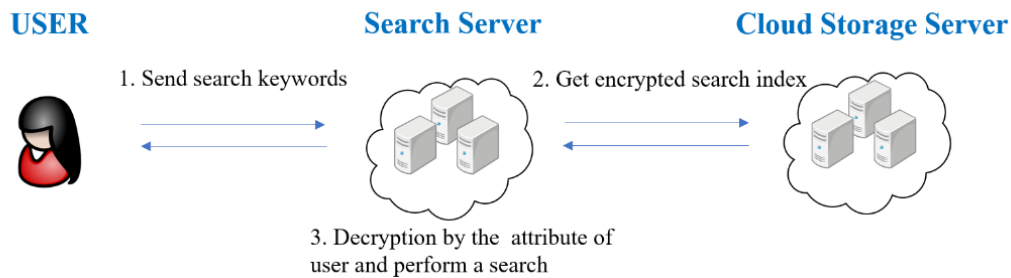 USER
Search Server
Cloud Storage Server
1. Send search keywords
2. Get encrypted search index
3. Decryption by the attribute of
user and perform a search